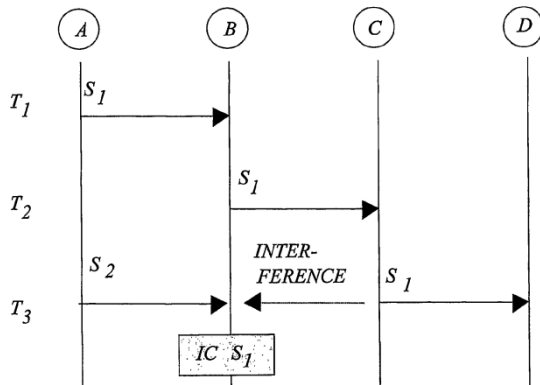 A B C D
T1 S1
T2 S1
INTER-
FERENCE
T3 S2 S1
IC S1